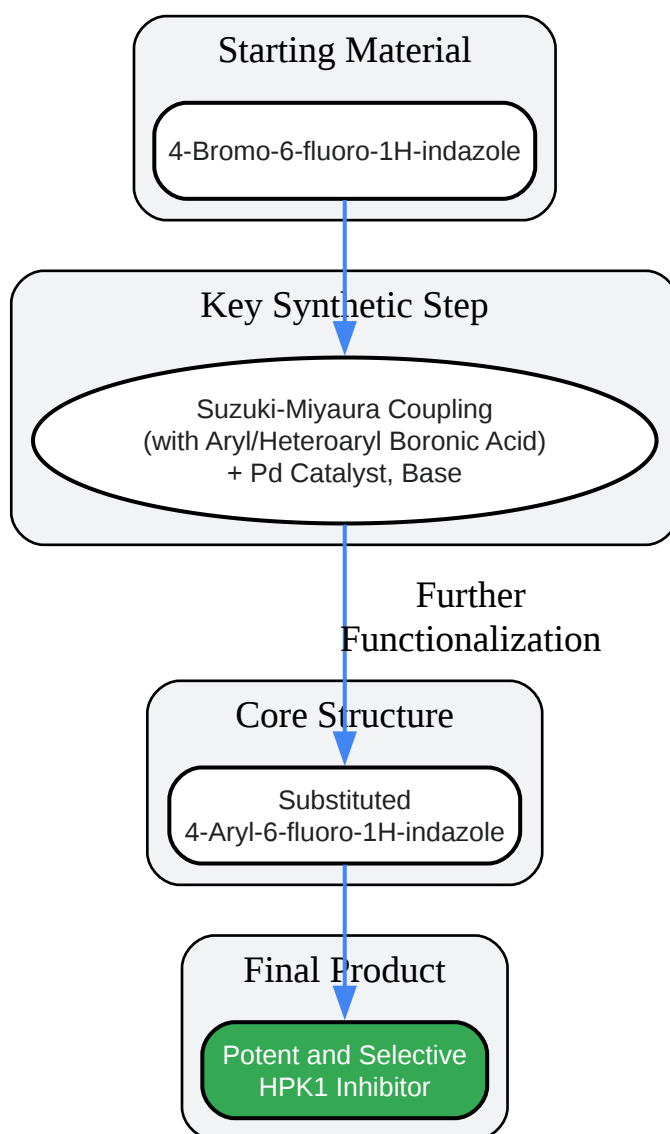 Starting Material
4-Bromo-6-fluoro-1H-indazole
Key Synthetic Step
Suzuki-Miyaura Coupling
(with Aryl/Heteroaryl Boronic Acid)
+ Pd Catalyst, Base
Further
Functionalization
Core Structure
Substituted
4-Aryl-6-fluoro-1H-indazole
Final Product
Potent and Selective
HPK1 Inhibitor